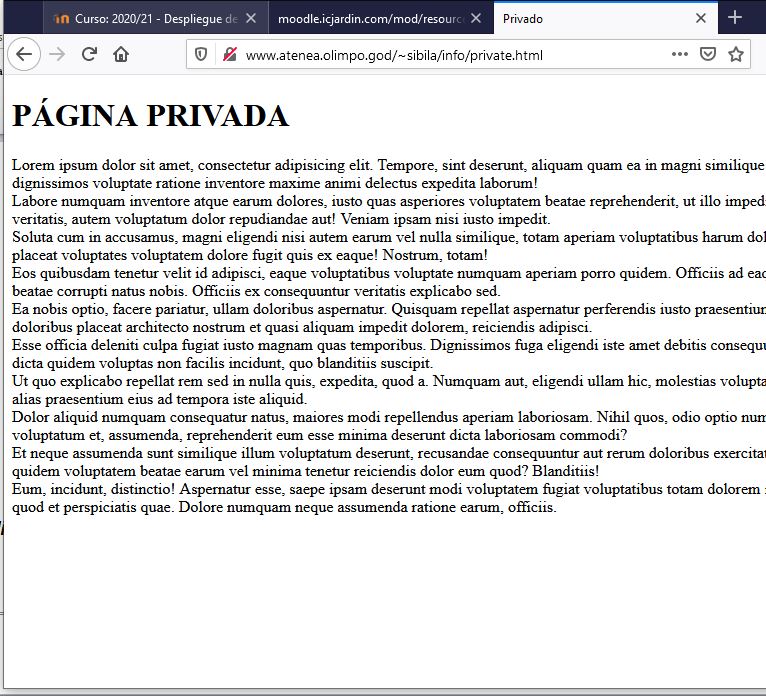 Curso: 2020/21 - Despliegue de
moodle.icjardin.com/mod/resourc
Privado
www.atenea.olimpo.god/~sibila/info/private.html
PÁGINA PRIVADA
Lorem ipsum dolor sit amet, consectetur adipisicing elit. Tempore, sint deserunt, aliquam quam ea in magni similique
dignissimos voluptate ratione inventore maxime animi delectus expedita laborum!
Labore numquam inventore atque earum dolores, iusto quas asperiores voluptatem beatae reprehenderit, ut illo imped
veritatis, autem voluptatum dolor repudiandae aut! Veniam ipsam nisi iusto impedit.
Soluta cum in accusamus, magni eligendi nisi autem earum vel nulla similique, totam aperiam voluptatibus harum dol
placeat voluptates voluptatem dolore fugit quis ex eaque! Nostrum, totam!
Eos quibusdam tenetur velit id adipisci, eaque voluptatibus voluptate numquam aperiam porro quidem. Officiis ad eaq
beatae corrupti natus nobis. Officiis ex consequuntur veritatis explicabo sed.
Ea nobis optio, facere pariatur, ullam doloribus aspernatur. Quisquam repellat aspernatur perferendis iusto praesentium
doloribus placeat architecto nostrum et quasi aliquam impedit dolorem, reiciendis adipisci.
Esse officia deleniti culpa fugiat iusto magnam quas temporibus. Dignissimos fuga eligendi iste amet debitis consequu
dicta quidem voluptas non facilis incidunt, quo blanditiis suscipit.
Ut quo explicabo repellat rem sed in nulla quis, expedita, quod a. Numquam aut, eligendi ullam hic, molestias volupta
alias praesentium eius ad tempora iste aliquid.
Dolor aliquid numquam consequatur natus, maiores modi repellendus aperiam laboriosam. Nihil quos, odio optio num
voluptatum et, assumenda, reprehenderit eum esse minima deserunt dicta laboriosam commodi?
Et neque assumenda sunt similique illum voluptatum deserunt, recusandae consequuntur aut rerum doloribus exercitat
quidem voluptatem beatae earum vel minima tenetur reiciendis dolor eum quod? Blanditiis!
Eum, incidunt, distinctio! Aspernatur esse, saepe ipsam deserunt modi voluptatem fugiat voluptatibus totam dolorem
quod et perspiciatis quae. Dolore numquam neque assumenda ratione earum, officiis.